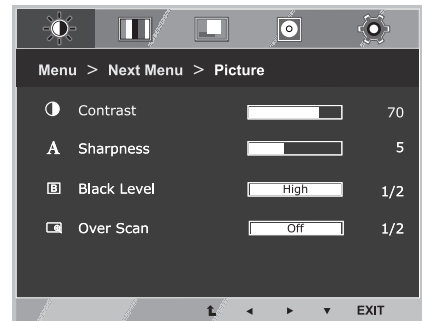 Menu > Next Menu > Picture
Contrast 70
A Sharpness 5
B Black Level High 1/2
Over Scan Off 1/2
EXIT